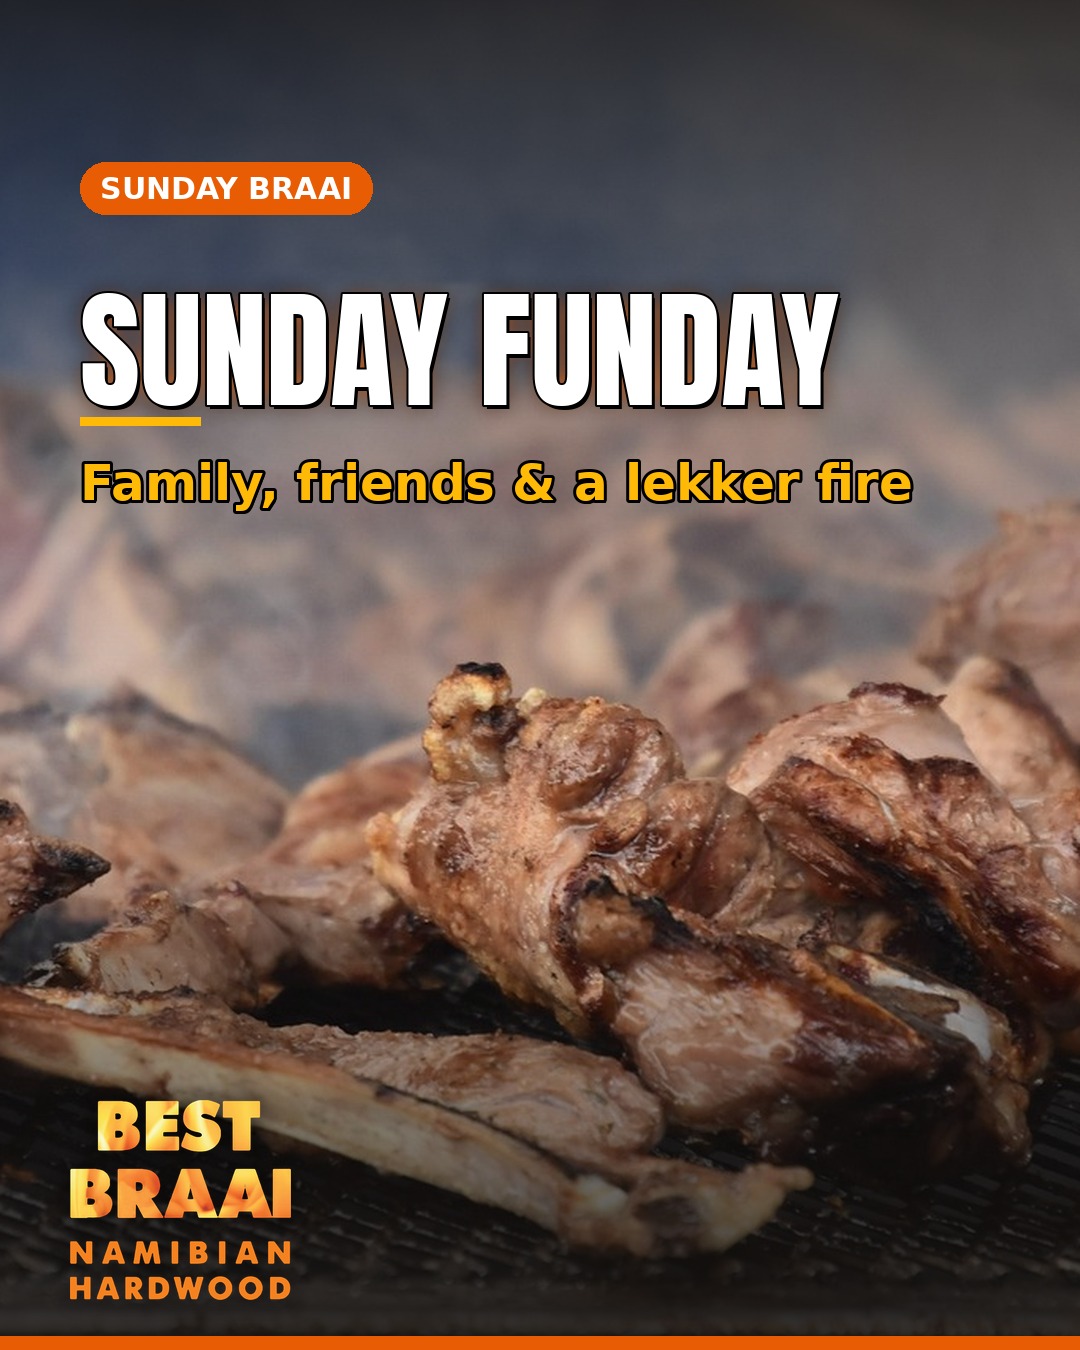 SUNDAY BRAAI
SUNDAY FUNDAY
Family, friends & a lekker fire
BEST
BRAAI
NAMIBIAN
HARDWOOD